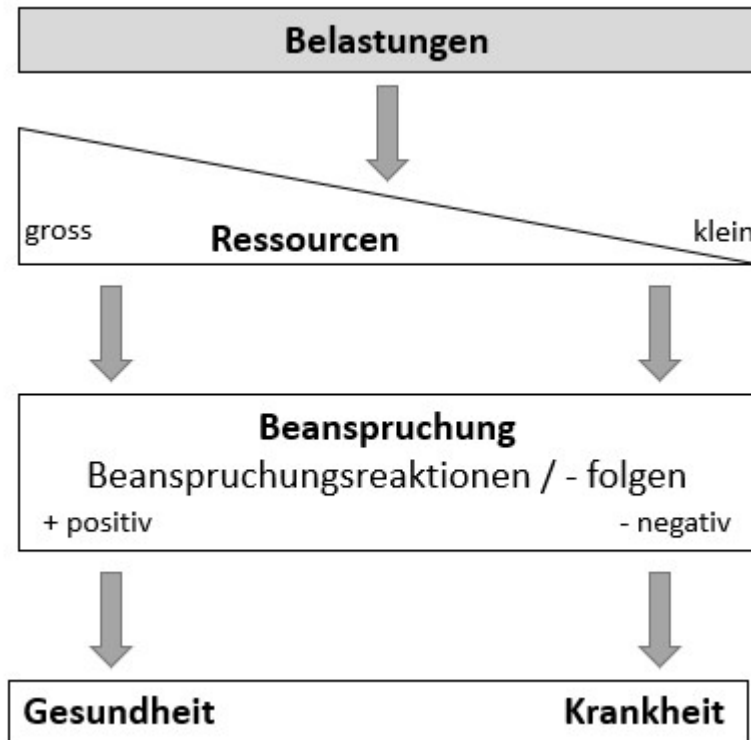 Belastungen
gross
Ressourcen
klein
Beanspruchung
Beanspruchungsreaktionen / - folgen
+ positiv
- negativ
Gesundheit
Krankheit